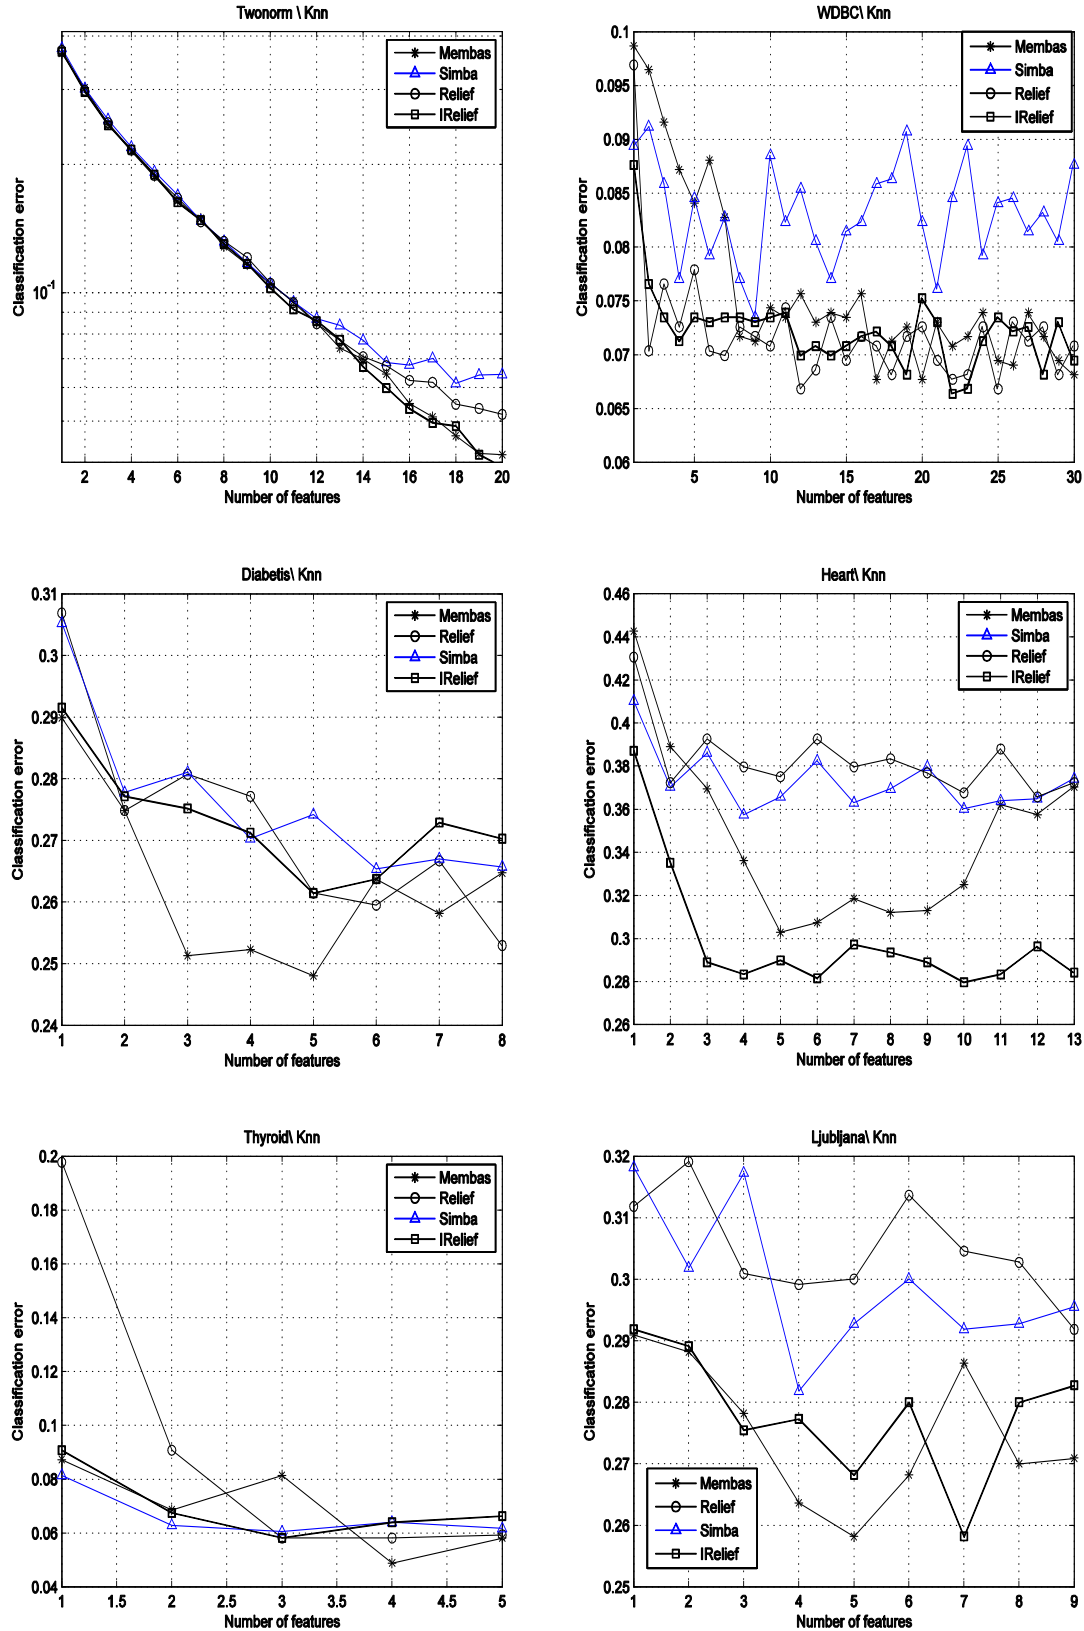 Twonorm \ Knn
Classification error
10^-1
Membas
Simba
Relief
IRelief
2 4 6 8 10 12 14 16 18 20
Number of features
WDBC\ Knn
Classification error
0.1
0.095
0.09
0.085
0.08
0.075
0.07
0.065
0.06
Membas
Simba
Relief
IRelief
5 10 15 20 25 30
Number of features
Diabetis\ Knn
Classification error
0.31
0.3
0.29
0.28
0.27
0.26
0.25
0.24
Membas
Relief
Simba
IRelief
1 2 3 4 5 6 7 8
Number of features
Heart\ Knn
Classification error
0.46
0.44
0.42
0.4
0.38
0.36
0.34
0.32
0.3
0.28
0.26
Membas
Simba
Relief
IRelief
1 2 3 4 5 6 7 8 9 10 11 12 13
Number of features
Thyroid\ Knn
Classification error
0.2
0.18
0.16
0.14
0.12
0.1
0.08
0.06
0.04
Membas
Relief
Simba
IRelief
1 1.5 2 2.5 3 3.5 4 4.5 5
Number of features
Ljubljana\ Knn
Classification error
0.32
0.31
0.3
0.29
0.28
0.27
0.26
0.25
Membas
Relief
Simba
IRelief
1 2 3 4 5 6 7 8 9
Number of features